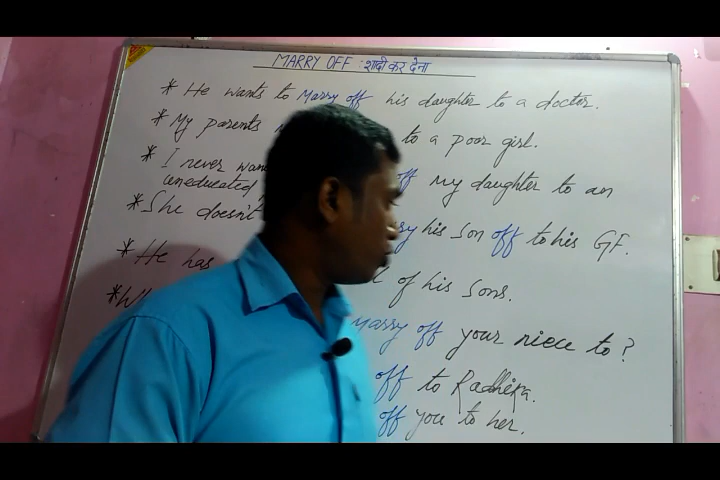 MARRY OFF : शादी कर देना
* He wants to Marry off his daughter to a doctor.
* My parents to a poor girl.
* I never off my daughter to an
uneducated
* She doesn't his Son off to his GF.
* He has of his Sons.
* Marry off your niece to?
off to Radhika.
off you to her.